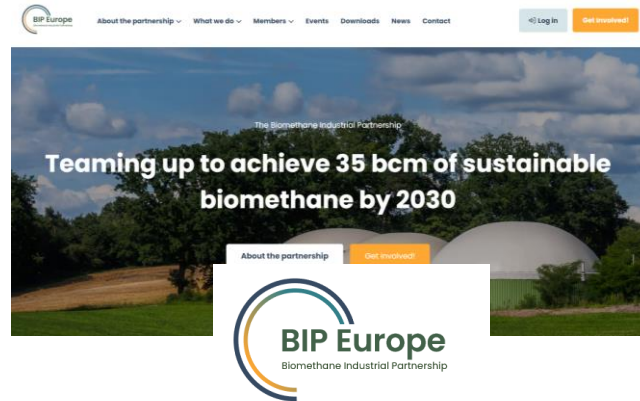 BIP Europe
About the partnership
What we do
Members
Events
Downloads
News
Contact
Log in
Get Involved!
The Biomethane Industrial Partnership
Teaming up to achieve 35 bcm of sustainable
biomethane by 2030
About the partnership
Get Involved!
BIP Europe
Biomethane Industrial Partnership